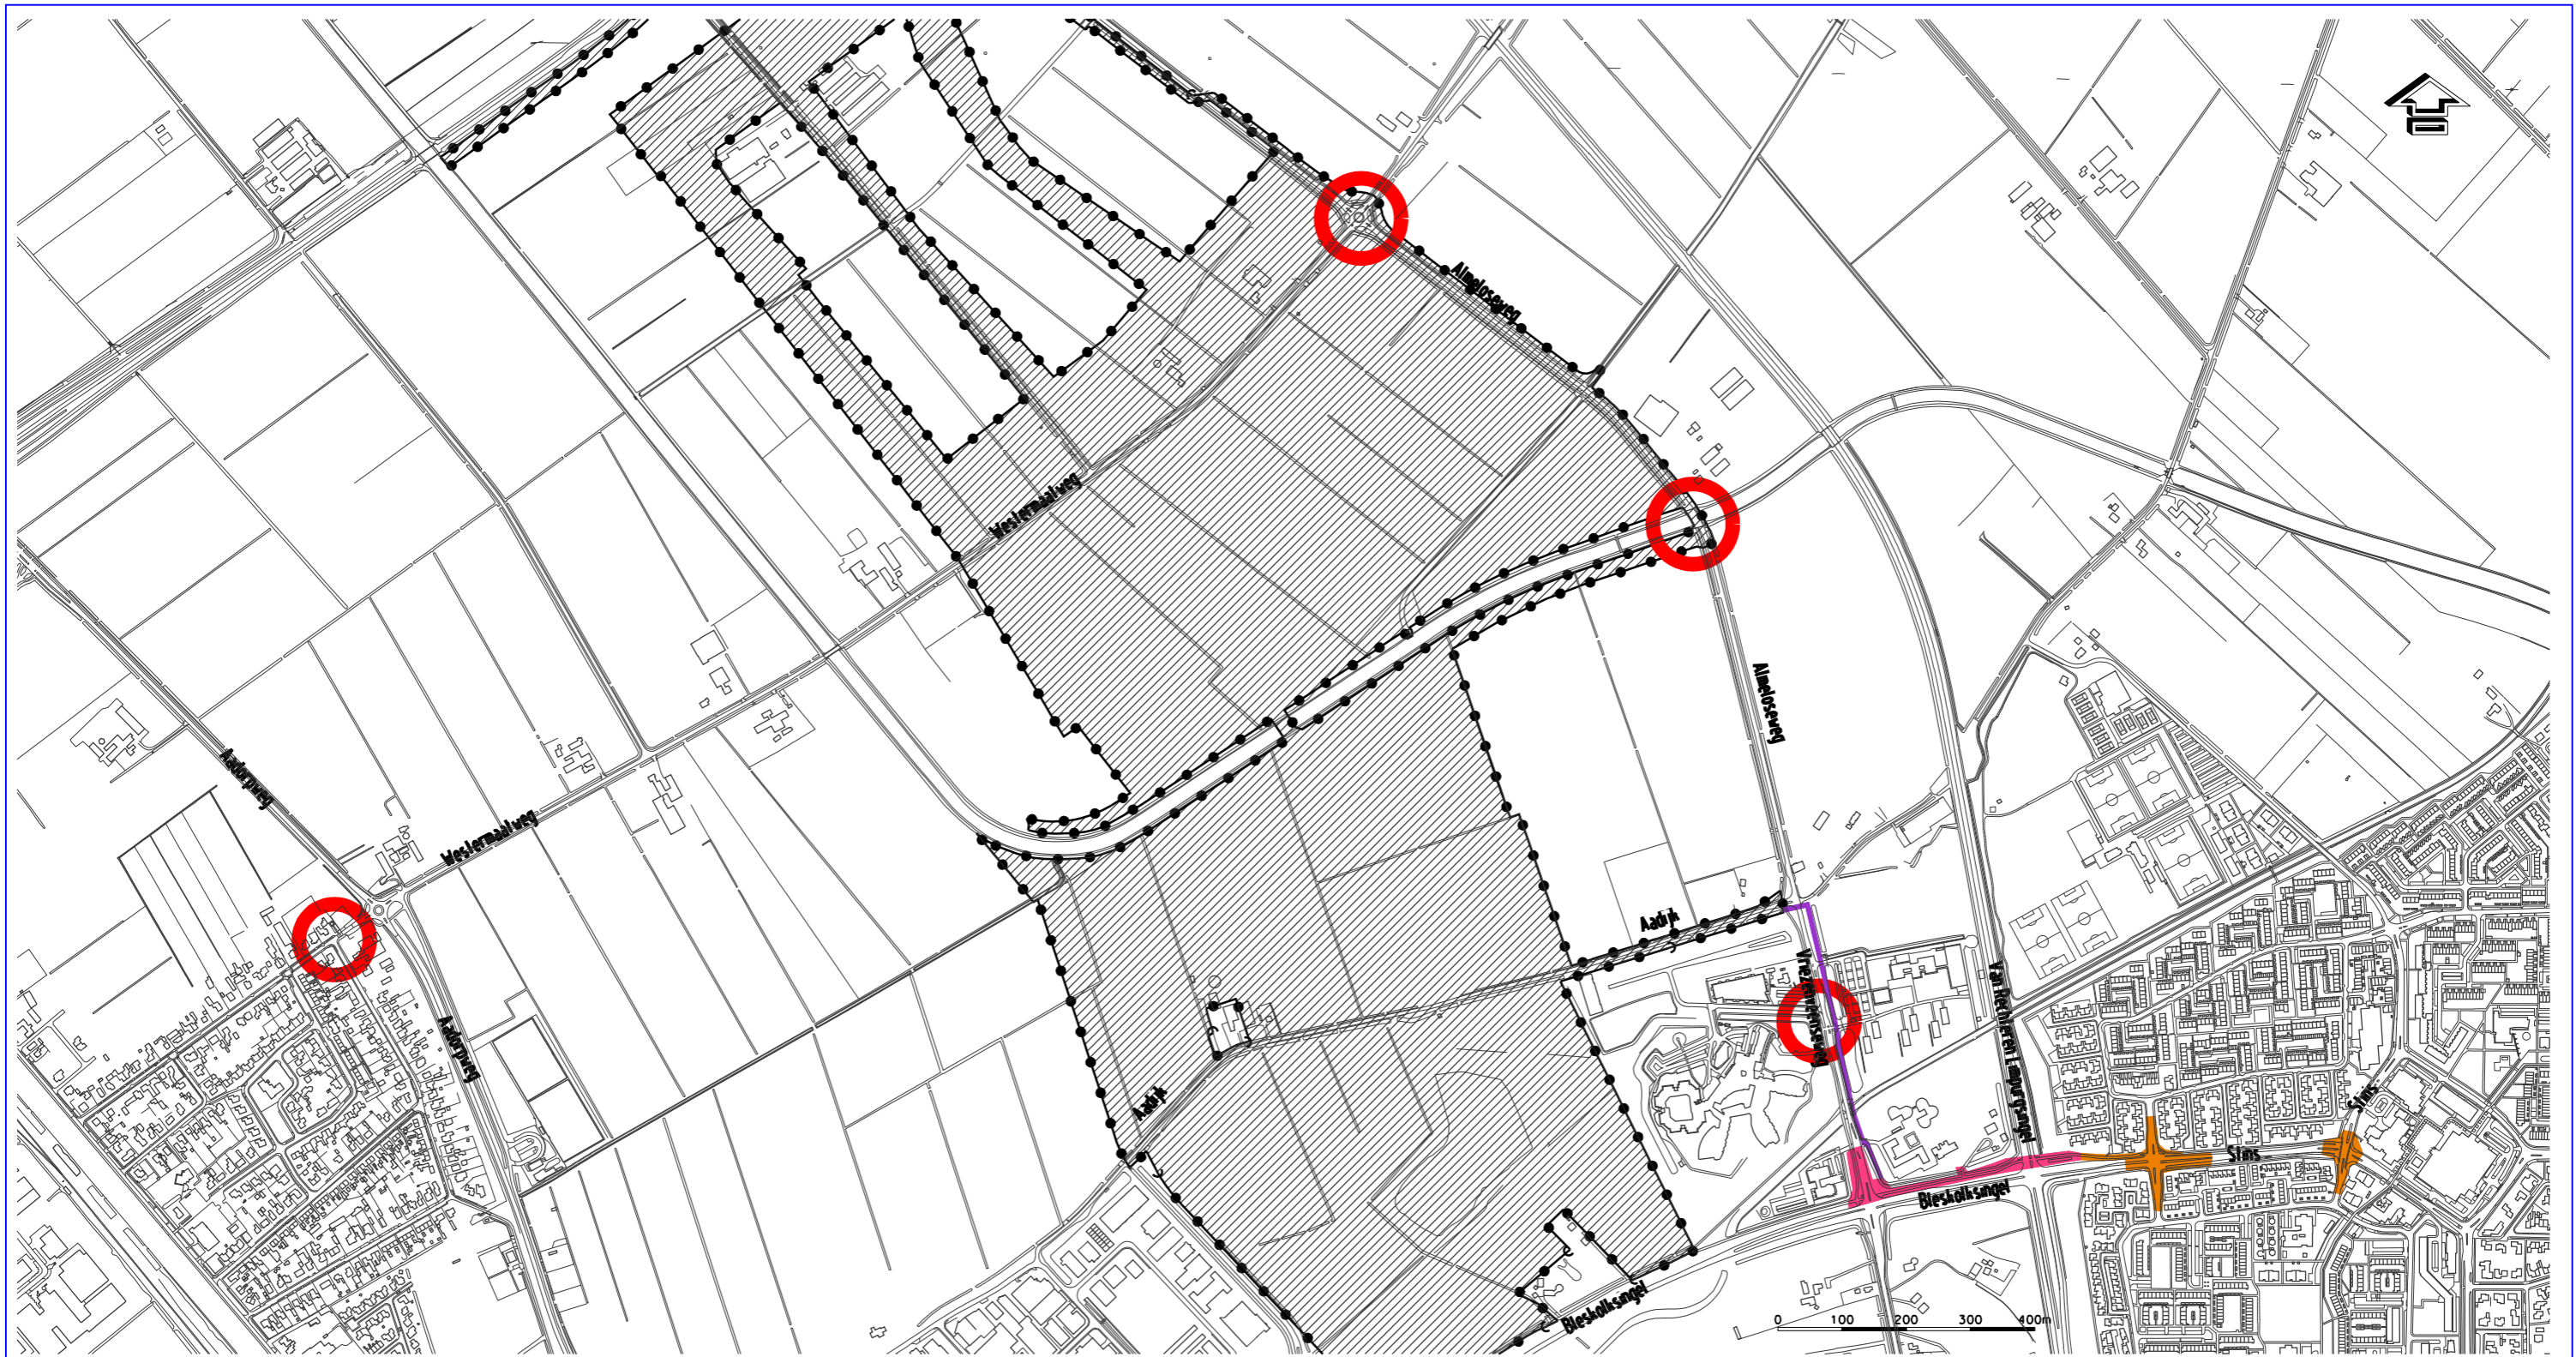 Almeloseweg
Westermaatweg
Almeloseweg
Aadorpweg
Westermaatweg
Aadijk
Vriezenveenseweg
Van Rechteren Limpurgsingel
Aadorpweg
Aadijk
Stins
Stins
Bleskolksingel
Bleskolksingel
0 100 200 300 400m